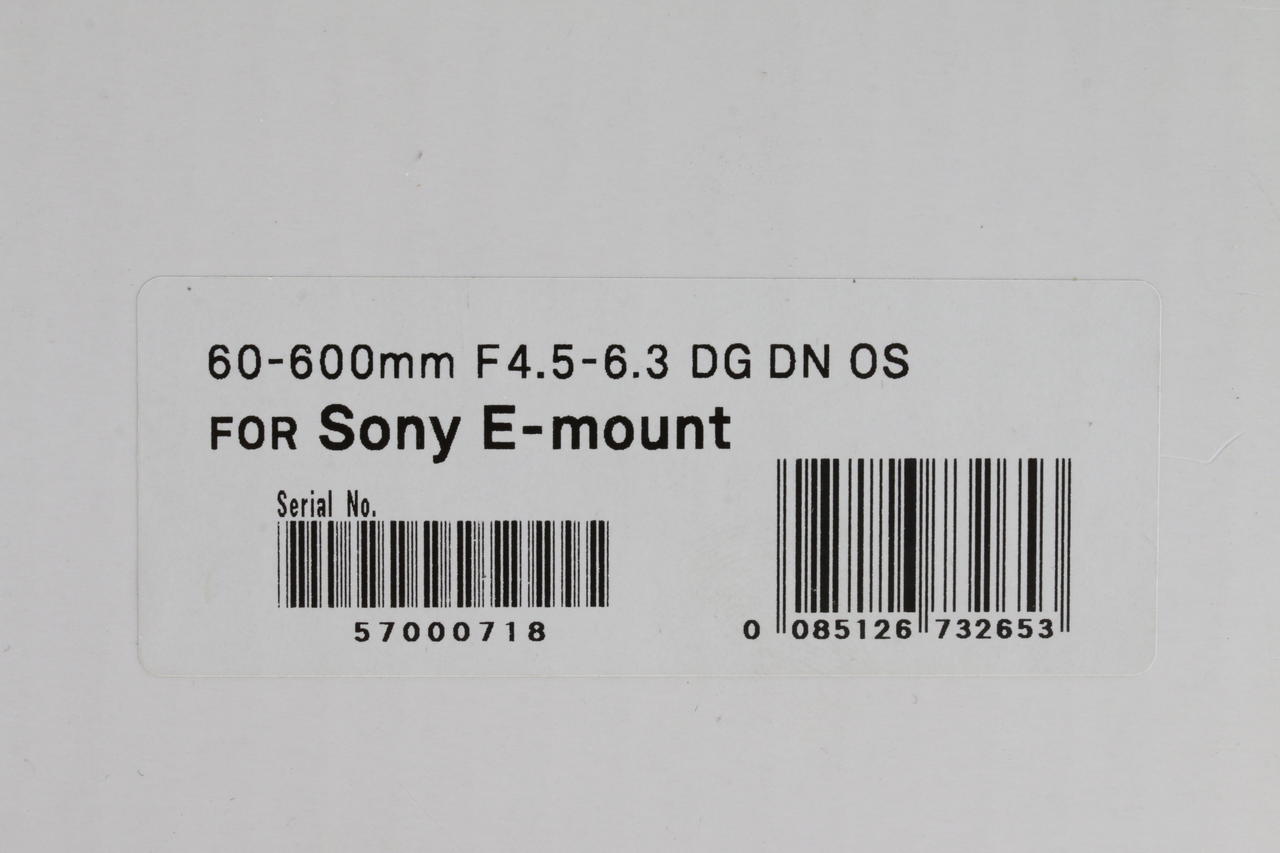 60-600mm F4.5-6.3 DG DN OS
FOR Sony E-mount
Serial No.
57000718
0 085126 732653